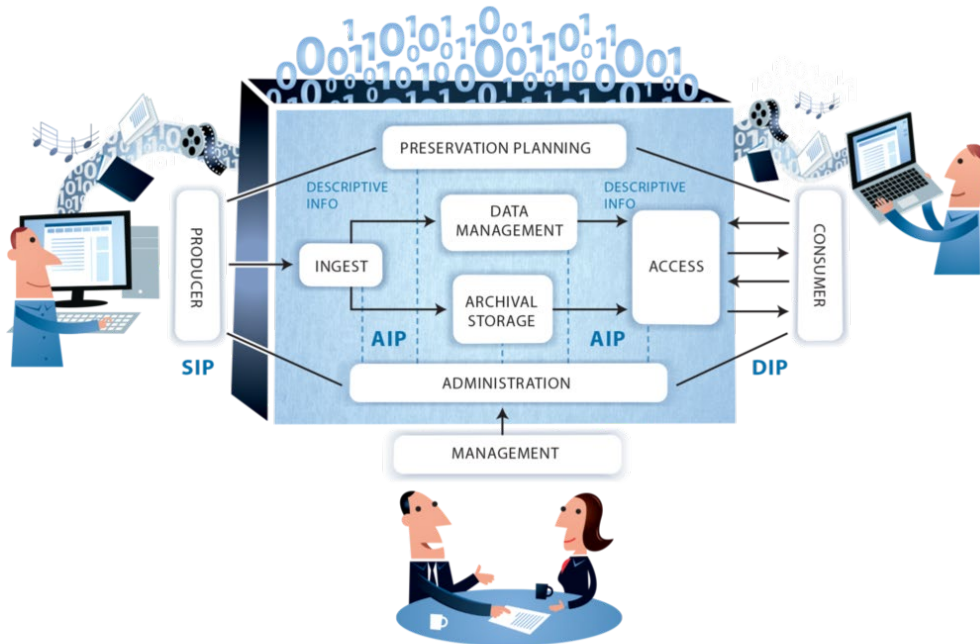 PRESERVATION PLANNING
DESCRIPTIVE
INFO
DESCRIPTIVE
INFO
DATA
MANAGEMENT
PRODUCER
INGEST
ACCESS
CONSUMER
ARCHIVAL
STORAGE
AIP
AIP
SIP
DIP
ADMINISTRATION
MANAGEMENT